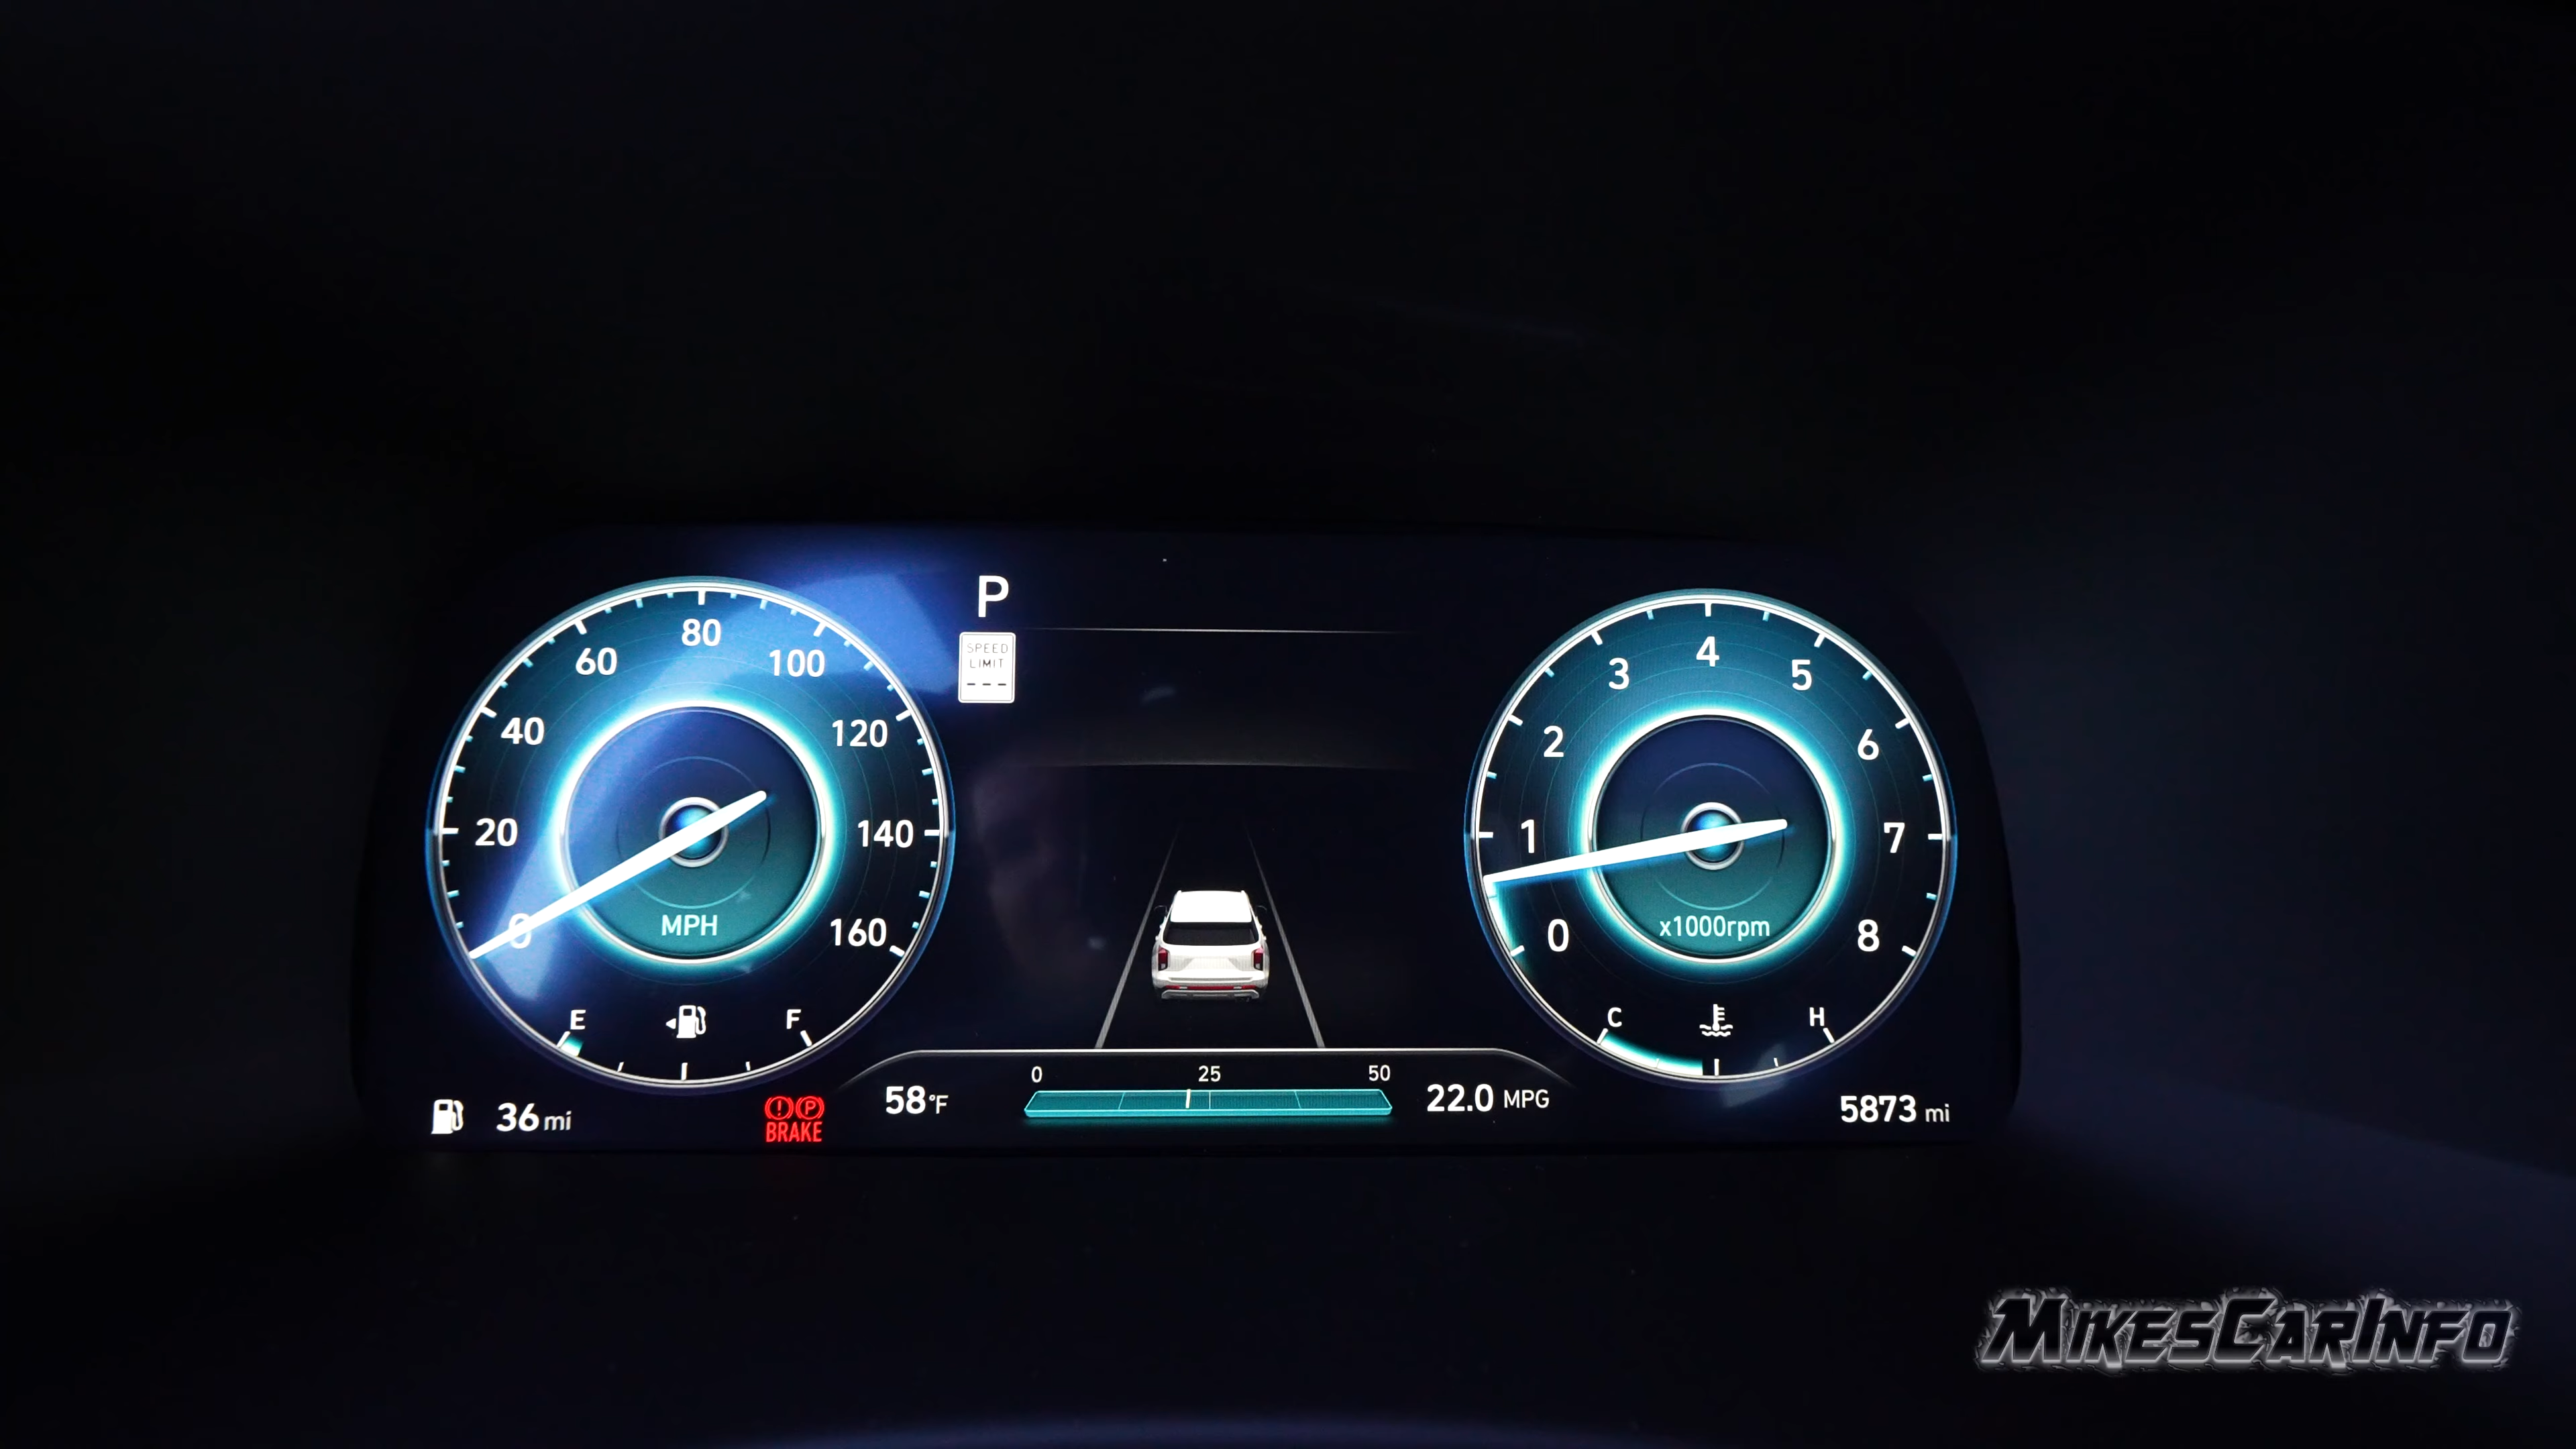 P
SPEED
LIMIT
---
0
20
40
60
80
100
120
140
160
MPH
E
F
0
1
2
3
4
5
6
7
8
x1000rpm
C
H
36 mi
BRAKE
P
58°F
0 25 50
22.0 MPG
5873 mi
MIKESCARINFO